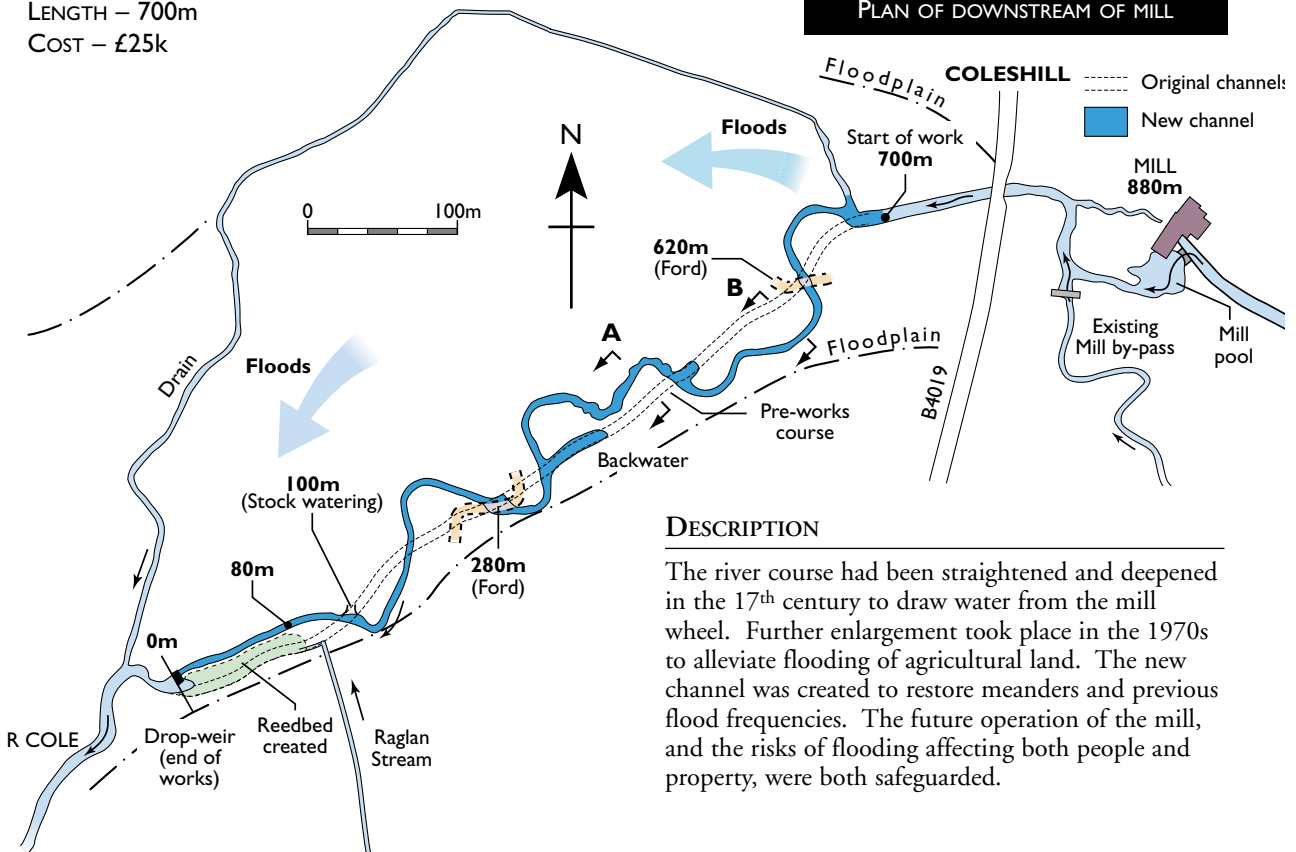 LENGTH – 700m
COST – £25k
PLAN OF DOWNSTREAM OF MILL
Floodplain
COLESHILL
Original channels
New channel
Floods
Start of work
700m
MILL
880m
N
0 100m
620m
(Ford)
B
A
Floodplain
Existing
Mill by-pass
Mill
pool
Drain
Floods
B4019
Pre-works
course
Backwater
100m
(Stock watering)
280m
(Ford)
80m
0m
R COLE
Drop-weir
(end of
works)
Reedbed
created
Raglan
Stream
DESCRIPTION
The river course had been straightened and deepened
in the 17th century to draw water from the mill
wheel. Further enlargement took place in the 1970s
to alleviate flooding of agricultural land. The new
channel was created to restore meanders and previous
flood frequencies. The future operation of the mill,
and the risks of flooding affecting both people and
property, were both safeguarded.